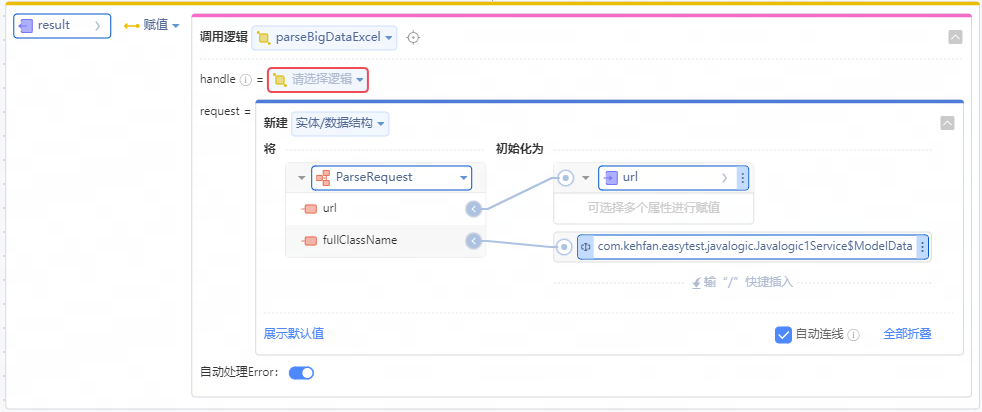 result 赋值
调用逻辑 parseBigDataExcel
handle = 请选择逻辑
request =
新建 实体/数据结构
将 初始化为
ParseRequest url
url 可选择多个属性进行赋值
fullClassName com.kehfan.easytest.javalogic.Javalogic1Service$ModelData
输“/”快捷插入
展示默认值 自动连线 全部折叠
自动处理Error：